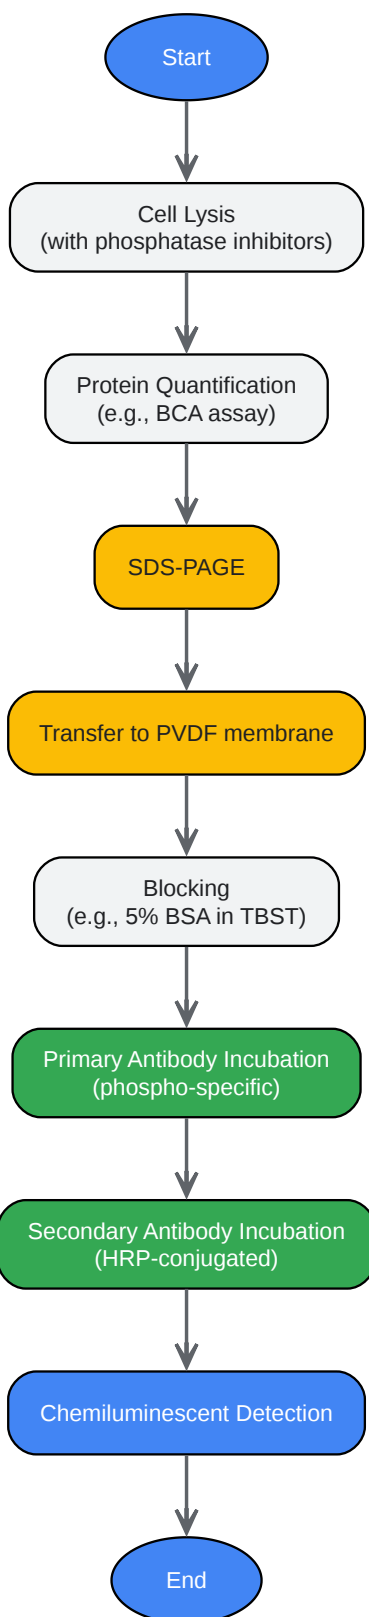 Start
Cell Lysis
(with phosphatase inhibitors)
Protein Quantification
(e.g., BCA assay)
SDS-PAGE
Transfer to PVDF membrane
Blocking
(e.g., 5% BSA in TBST)
Primary Antibody Incubation
(phospho-specific)
Secondary Antibody Incubation
(HRP-conjugated)
Chemiluminescent Detection
End